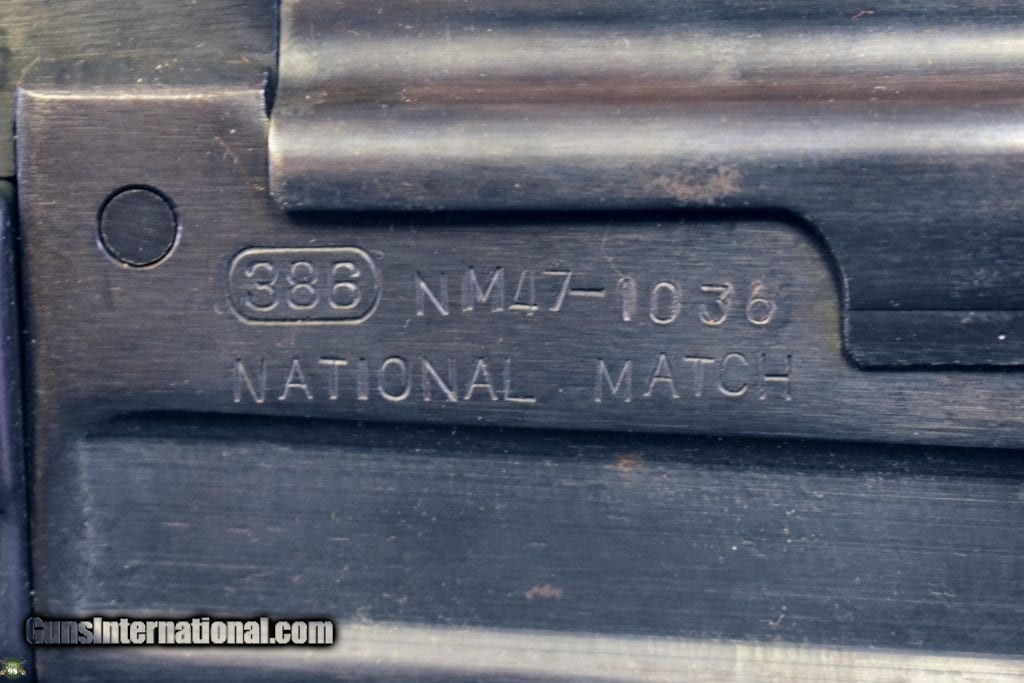 386 NM47-1036
NATIONAL MATCH
GunsInternational.com